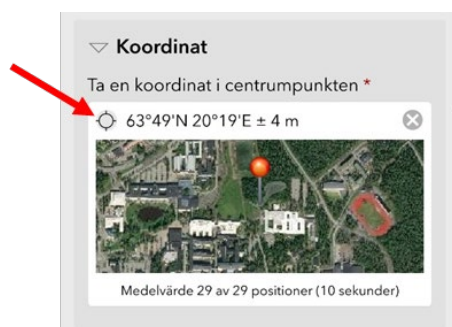 Koordinat
Ta en koordinat i centrumpunkten *
63°49'N 20°19'E ± 4 m
Medelvärde 29 av 29 positioner (10 sekunder)